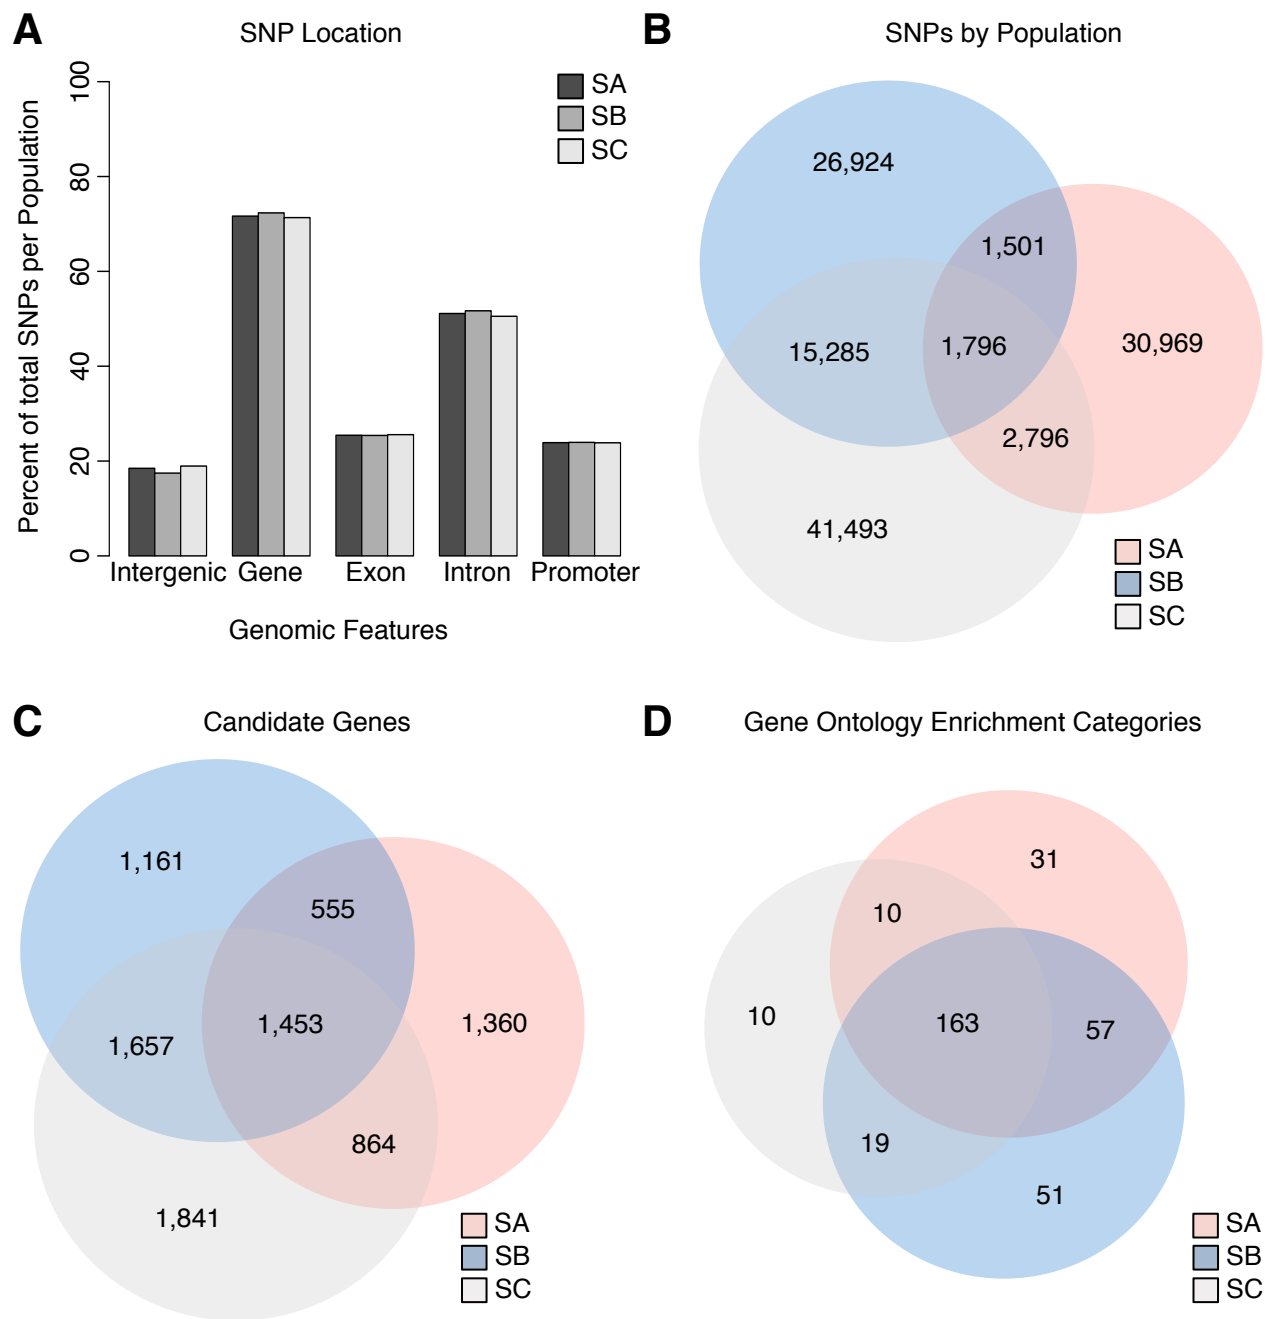 A
SNP Location
Percent of total SNPs per Population
100
80
60
40
20
0
SA
SB
SC
Intergenic Gene Exon Intron Promoter
Genomic Features
B
SNPs by Population
26,924
1,501
15,285
1,796
30,969
2,796
41,493
SA
SB
SC
C
Candidate Genes
1,161
555
1,657
1,453
1,360
864
1,841
SA
SB
SC
D
Gene Ontology Enrichment Categories
31
10
10
163
57
19
51
SA
SB
SC